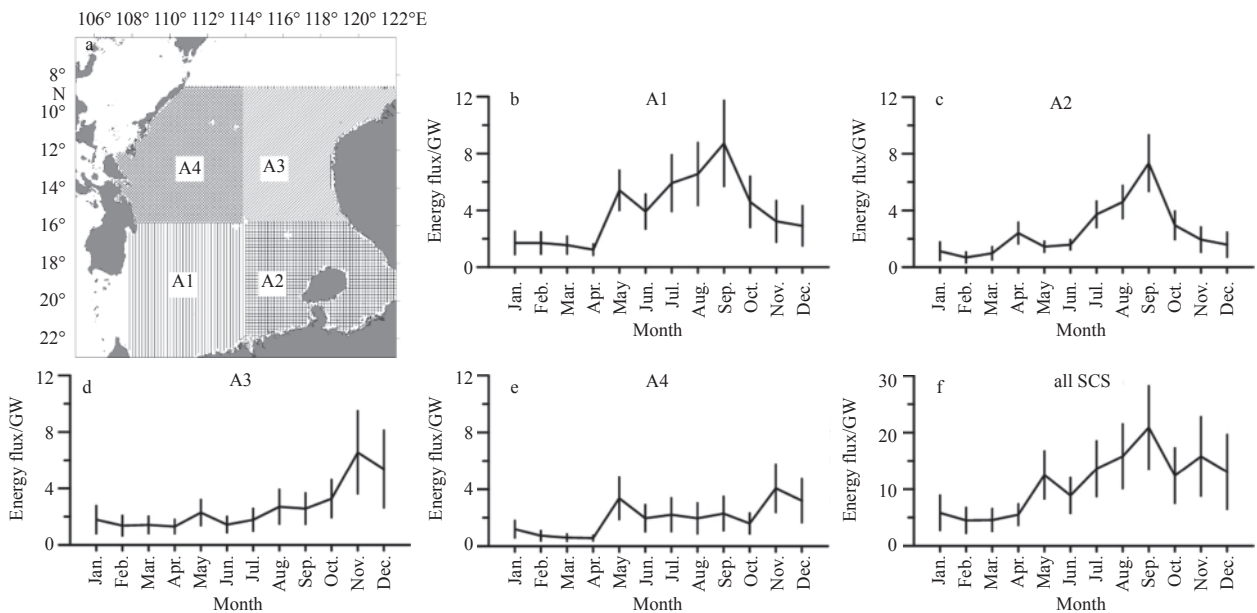 106° 108° 110° 112° 114° 116° 118° 120° 122°E
a
8°
N
10°
12°
14°
16°
18°
20°
22°
A4
A3
A1
A2
b
A1
Energy flux/GW
12
8
4
0
Jan.
Feb.
Mar.
Apr.
May
Jun.
Jul.
Aug.
Sep.
Oct.
Nov.
Dec.
Month
c
A2
Energy flux/GW
12
8
4
0
Jan.
Feb.
Mar.
Apr.
May
Jun.
Jul.
Aug.
Sep.
Oct.
Nov.
Dec.
Month
d
A3
Energy flux/GW
12
8
4
0
Jan.
Feb.
Mar.
Apr.
May
Jun.
Jul.
Aug.
Sep.
Oct.
Nov.
Dec.
Month
e
A4
Energy flux/GW
12
8
4
0
Jan.
Feb.
Mar.
Apr.
May
Jun.
Jul.
Aug.
Sep.
Oct.
Nov.
Dec.
Month
f
all SCS
Energy flux/GW
30
20
10
0
Jan.
Feb.
Mar.
Apr.
May
Jun.
Jul.
Aug.
Sep.
Oct.
Nov.
Dec.
Month